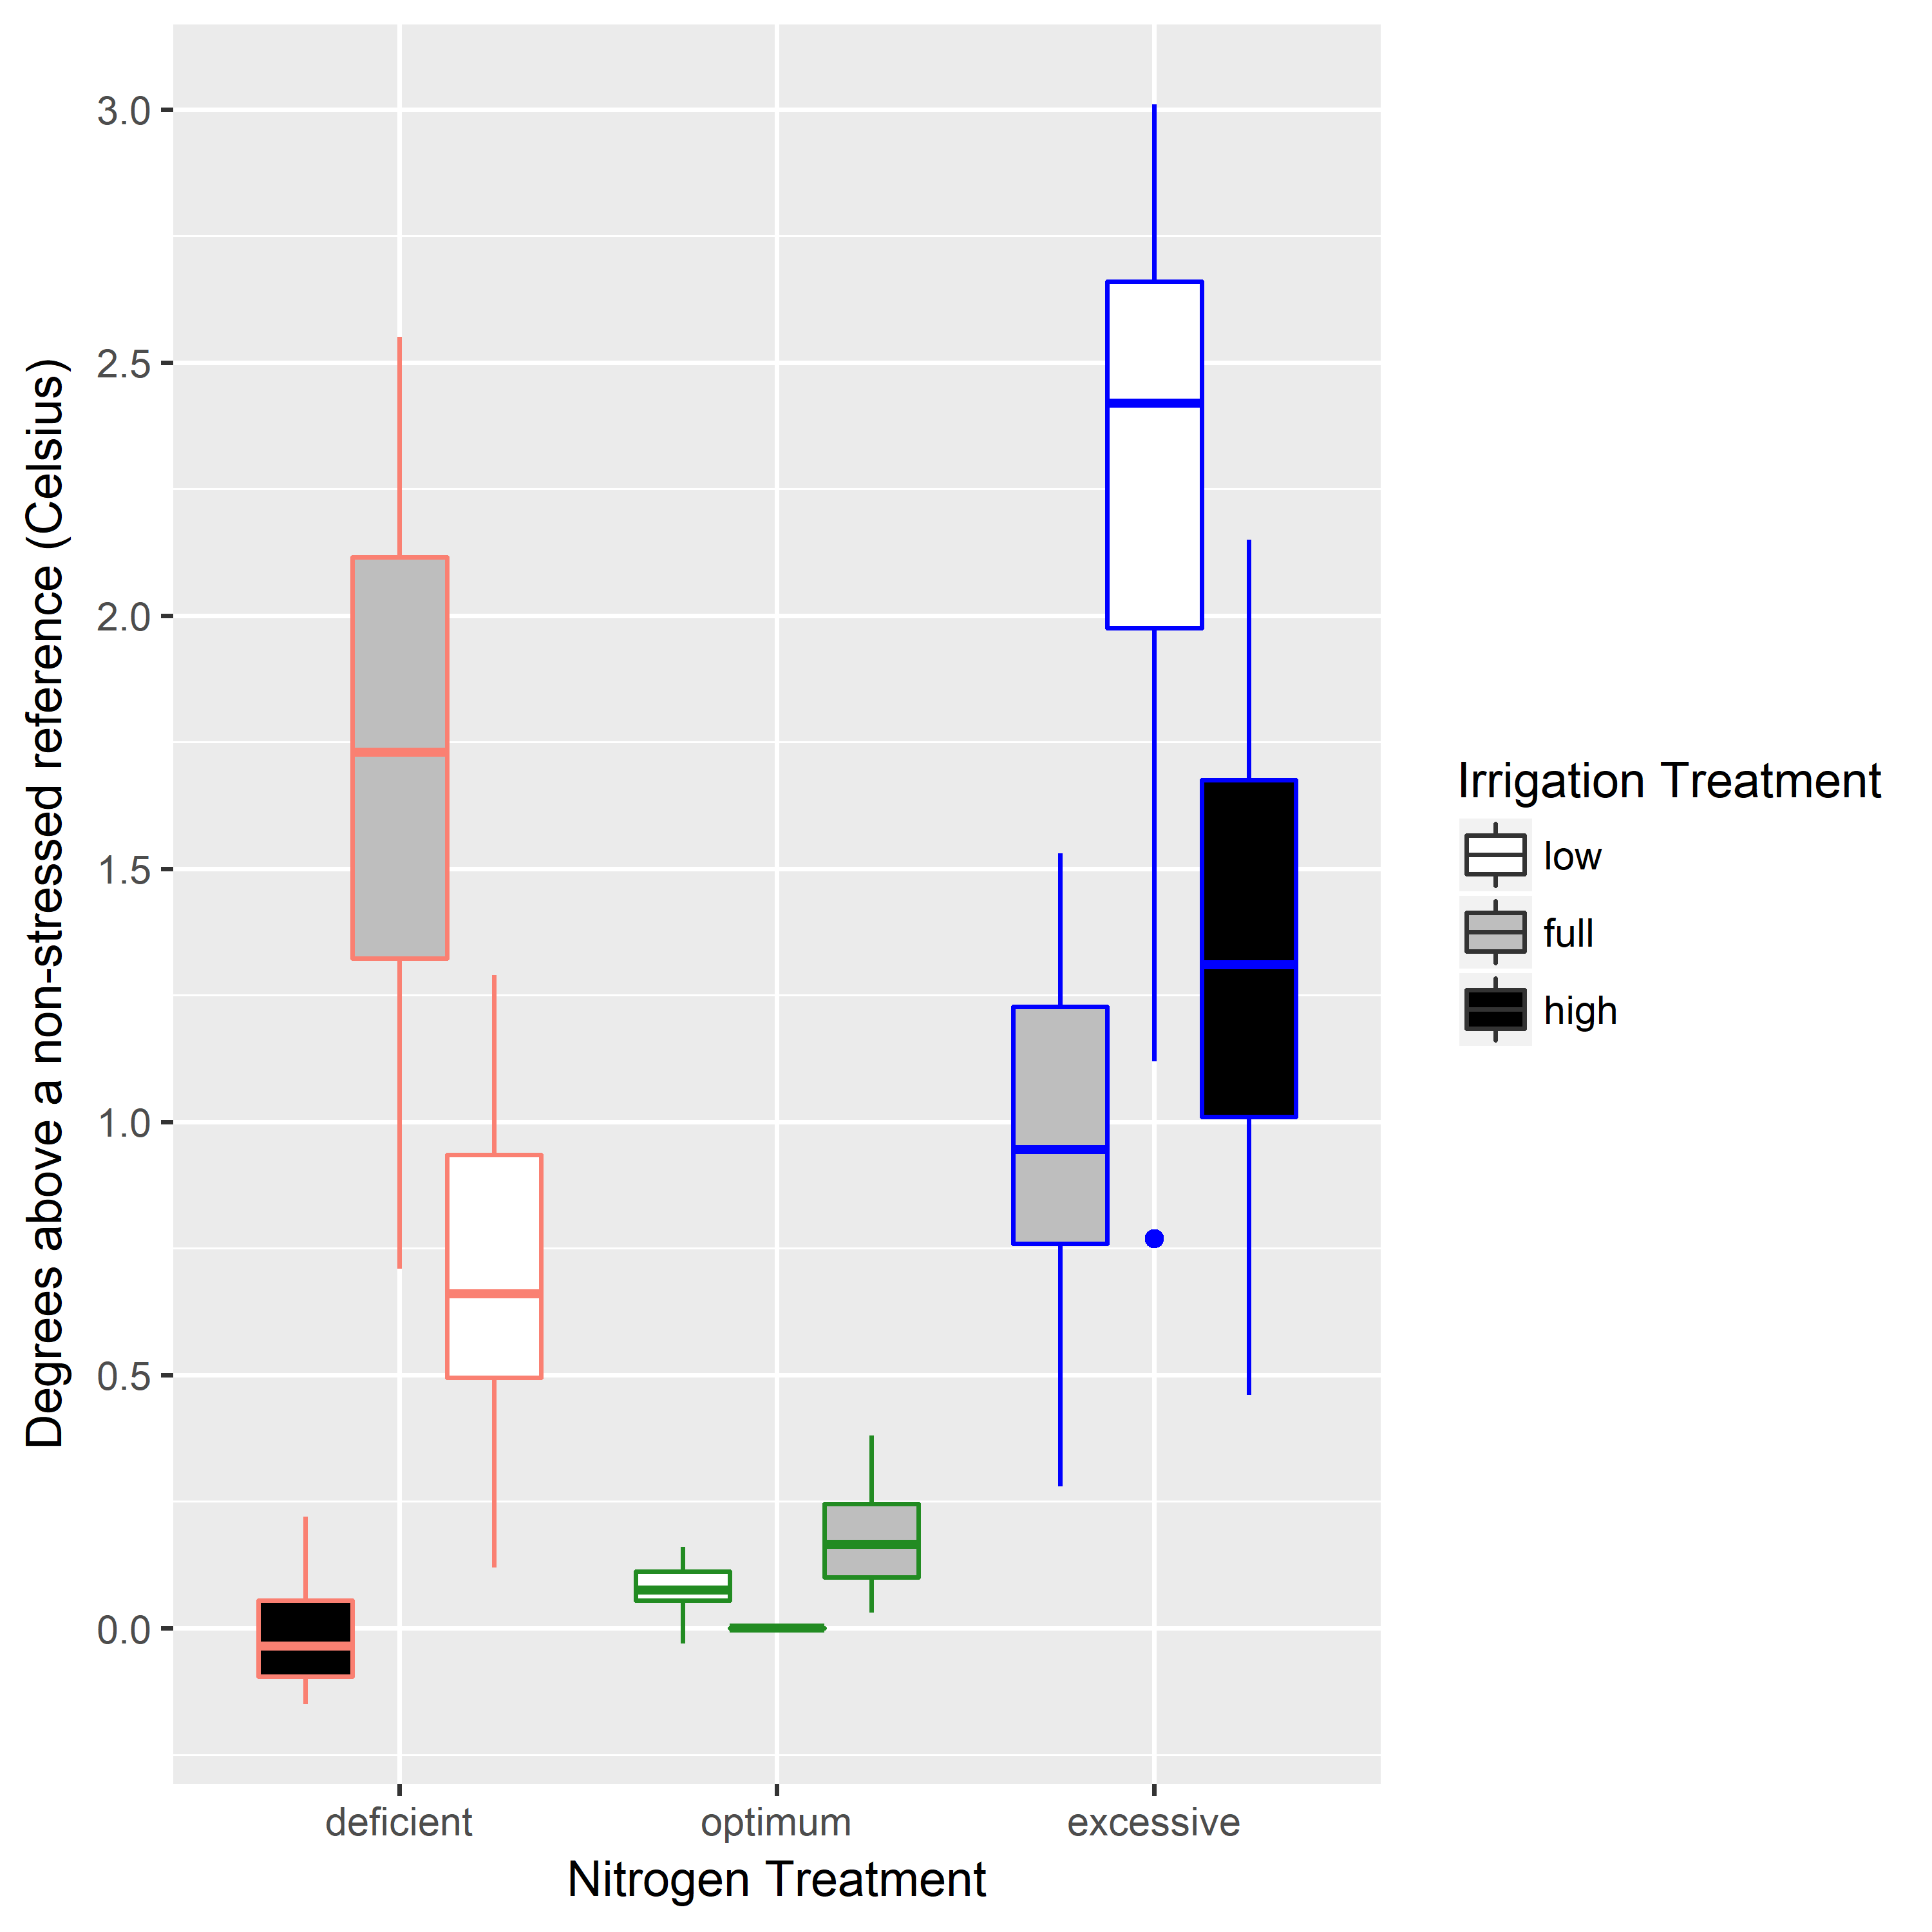 Degrees above a non-stressed reference (Celsius)
3.0
2.5
2.0
1.5
1.0
0.5
0.0
deficient
optimum
excessive
Nitrogen Treatment
Irrigation Treatment
low
full
high